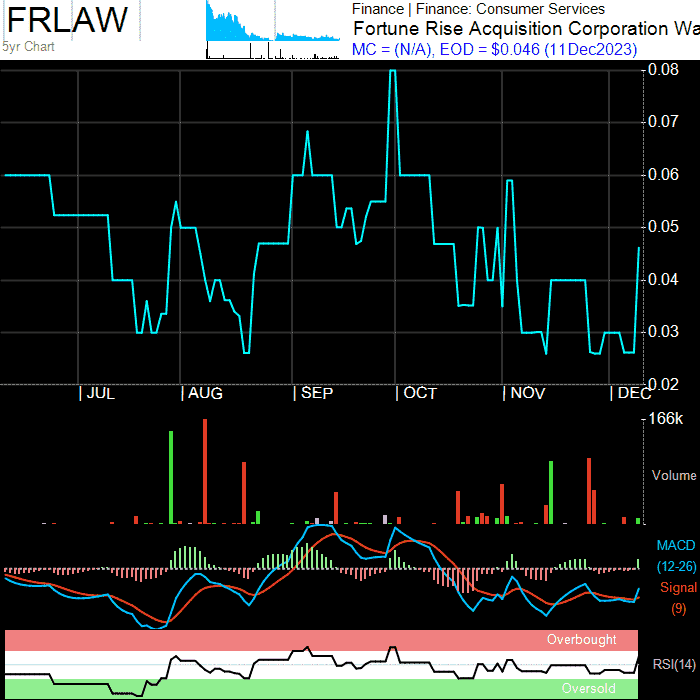 FRLAW
5yr Chart
Finance | Finance: Consumer Services
Fortune Rise Acquisition Corporation Wa
MC = (N/A), EOD = $0.046 (11Dec2023)
0.08
0.07
0.06
0.05
0.04
0.03
0.02
JUL AUG SEP OCT NOV DEC
166k
Volume
MACD
(12-26)
Signal
(9)
Overbought
RSI(14)
Oversold